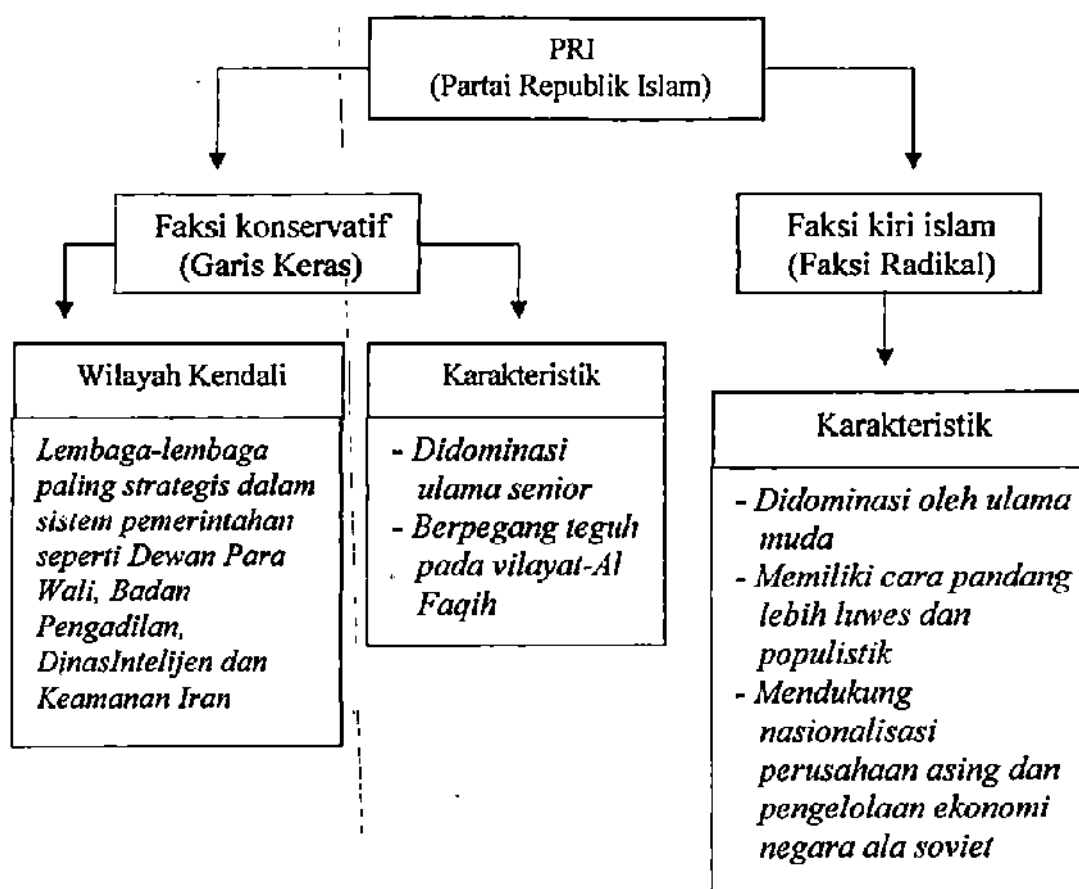 PRI
(Partai Republik Islam)
Faksi konservatif
(Garis Keras)
Faksi kiri islam
(Faksi Radikal)
Wilayah Kendali
Lembaga-lembaga
paling strategis dalam
sistem pemerintahan
seperti Dewan Para
Wali, Badan
Pengadilan,
DinasIntelijen dan
Keamanan Iran
Karakteristik
- Didominasi
ulama senior
- Berpegang teguh
pada vilayat-Al
Faqih
Karakteristik
- Didominasi oleh ulama
muda
- Memiliki cara pandang
lebih luwes dan
populistik
- Mendukung
nasionalisasi
perusahaan asing dan
pengelolaan ekonomi
negara ala soviet